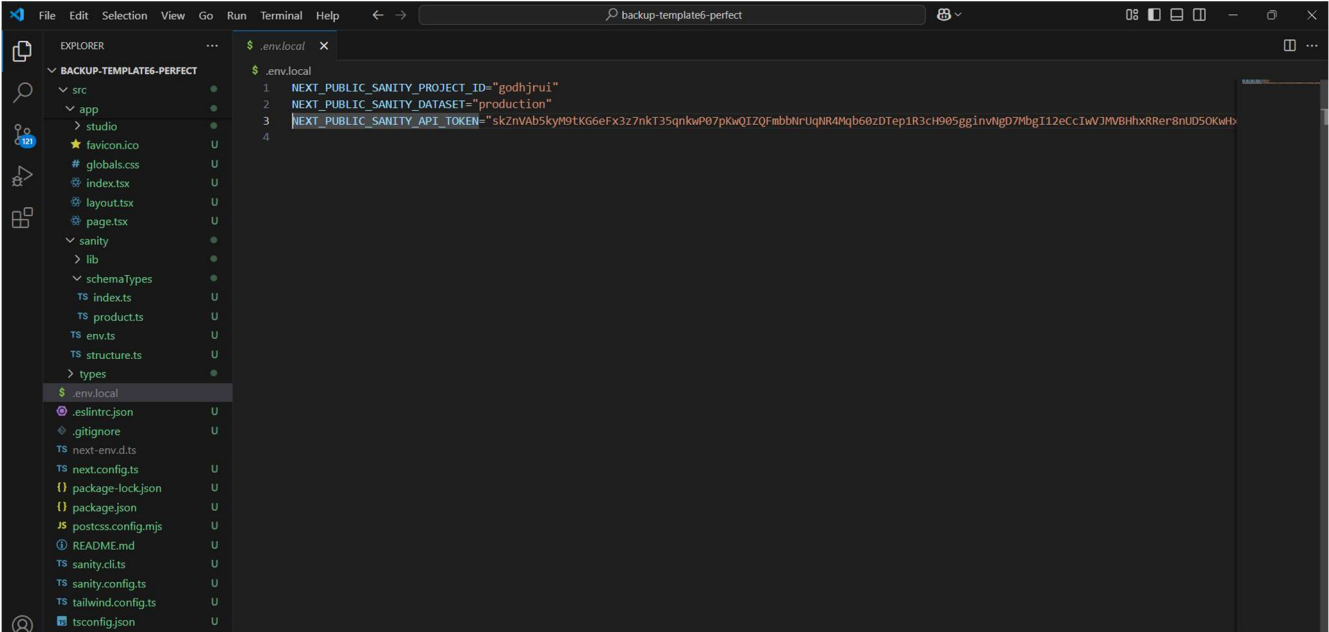 File Edit Selection View Go Run Terminal Help
backup-template6-perfect
EXPLORER
BACKUP-TEMPLATE6-PERFECT
src
app
studio
favicon.ico U
# globals.css U
index.tsx U
layout.tsx U
page.tsx U
sanity
lib
schemaTypes
TS index.ts U
TS product.ts U
TS env.ts U
TS structure.ts U
types
$ .env.local
.eslintrc.json U
.gitignore U
TS next-env.d.ts
TS next.config.ts U
{} package-lock.json U
{} package.json U
JS postcss.config.mjs U
README.md U
TS sanity.cli.ts U
TS sanity.config.ts U
TS tailwind.config.ts U
tsconfig.json U
121
$ .env.local
$ .env.local
1 NEXT_PUBLIC_SANITY_PROJECT_ID="godhjrui"
2 NEXT_PUBLIC_SANITY_DATASET="production"
3 NEXT_PUBLIC_SANITY_API_TOKEN=
4